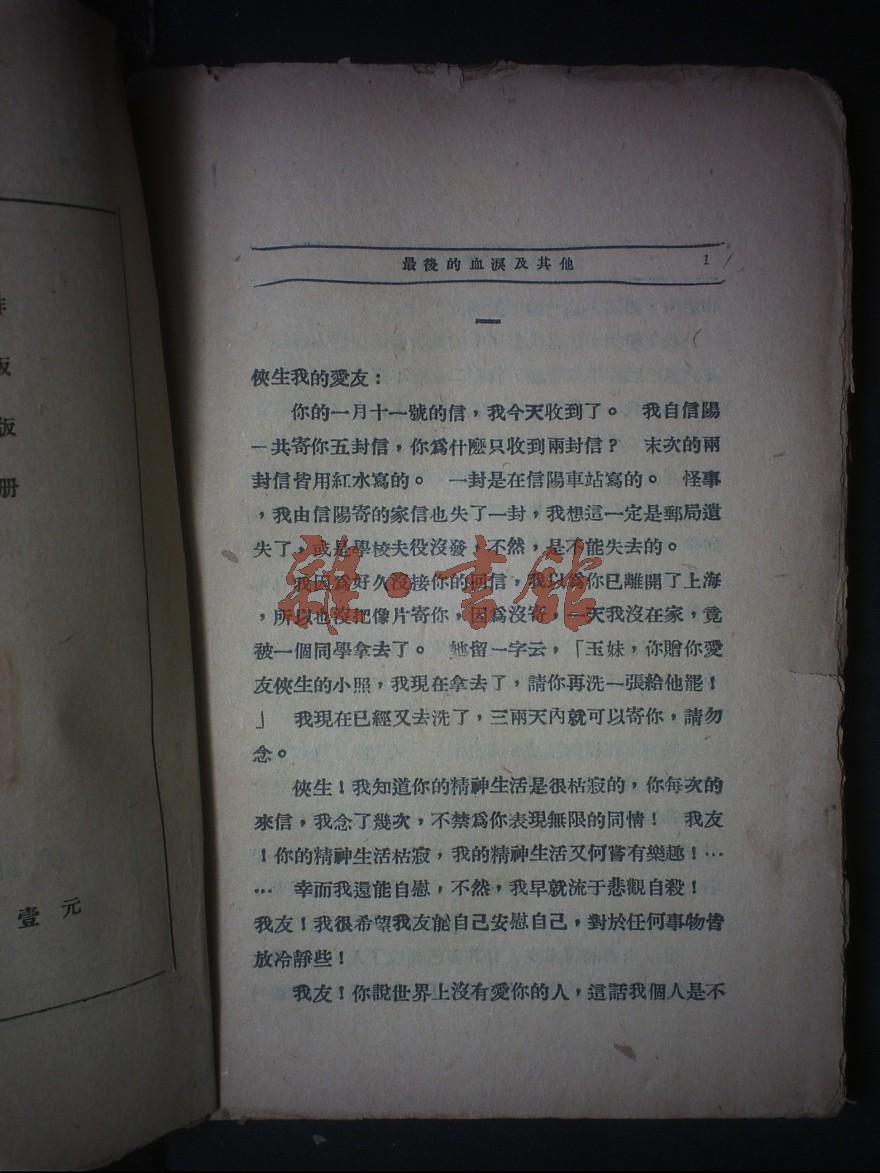 版
版
册
壹元
最後的血淚及其他 1
一
俠生我的愛友：
你的一月十一號的信，我今天收到了。 我自信陽
一共寄你五封信，你爲什麽只收到兩封信？ 末次的兩
封信皆用紅水寫的。 一封是在信陽車站寫的。 怪事
，我由信陽寄的家信也失了一封，我想這一定是郵局遺
失了，或是學校夫役沒發，不然，是不能失去的。
我因爲好久沒接你的回信，我以爲你已離開了上海
，所以也沒把像片寄你，因爲沒寄，一天我沒在家，竟
被一個同學拿去了。 她留一字云，「玉妹，你贈你愛
友俠生的小照，我現在拿去了，請你再洗一張給他罷！
」 我現在已經又去洗了，三兩天內就可以寄你，請勿
念。
俠生！我知道你的精神生活是很枯寂的，你每次的
來信，我念了幾次，不禁爲你表現無限的同情！ 我友
！你的精神生活枯寂，我的精神生活又何嘗有樂趣！…
… 幸而我還能自慰，不然，我早就流于悲觀自殺！
我友！我很希望我友能自己安慰自己，對於任何事物皆
放冷靜些！
我友！你說世界上沒有愛你的人，這話我個人是不
雜·書館